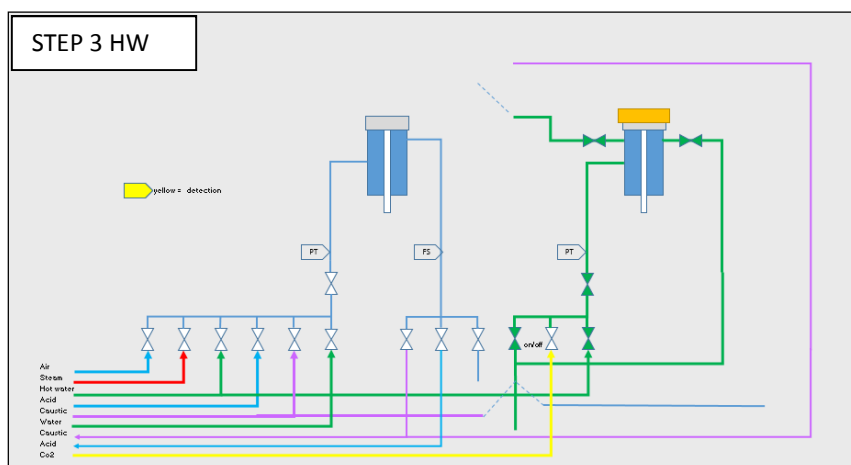 STEP 3 HW
yellow = detection
PT
FS
PT
on/off
Air
Steam
Hot water
Acid
Caustic
Water
Caustic
Acid
Co2